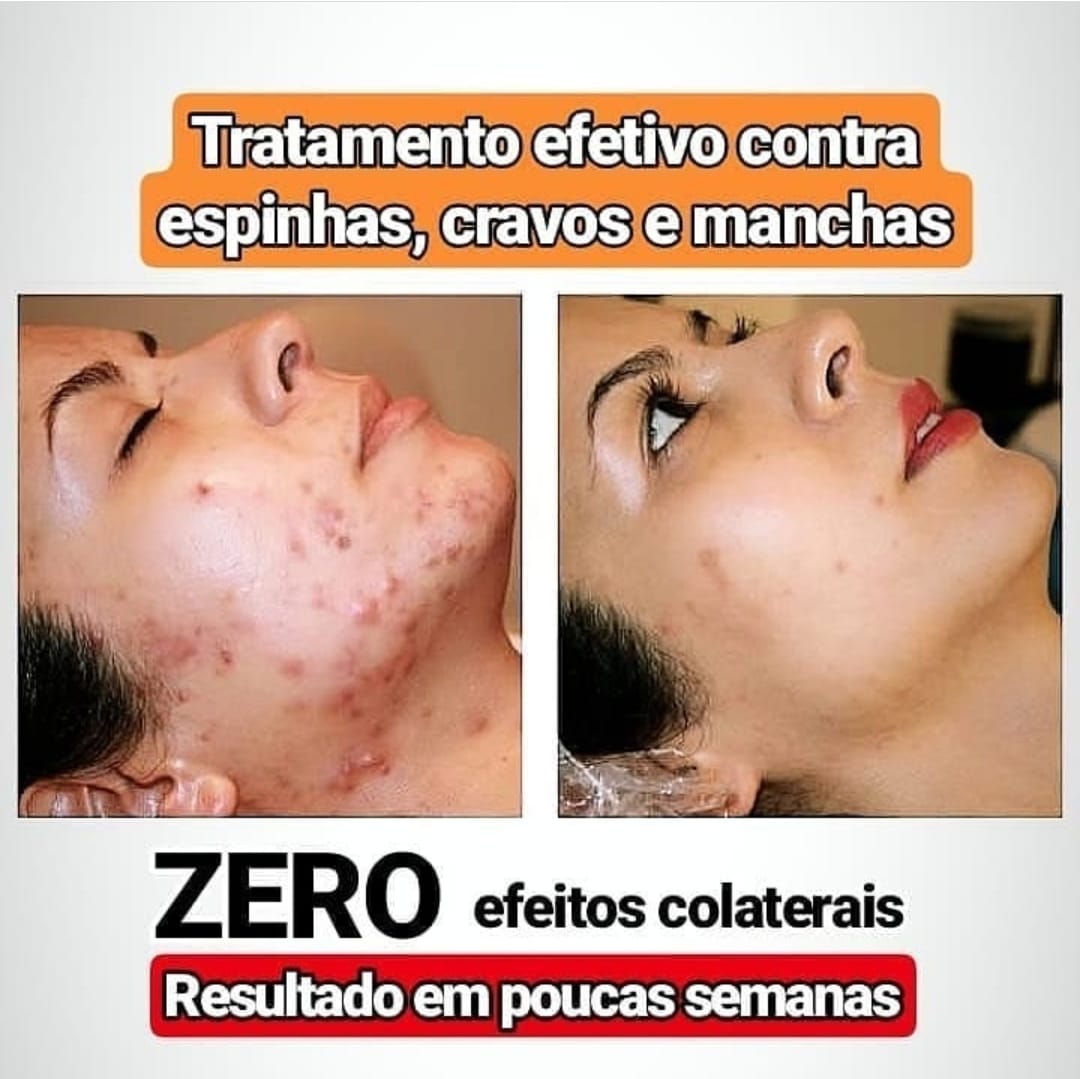 Tratamento efetivo contra
espinhas, cravos e manchas
ZERO efeitos colaterais
Resultado em poucas semanas